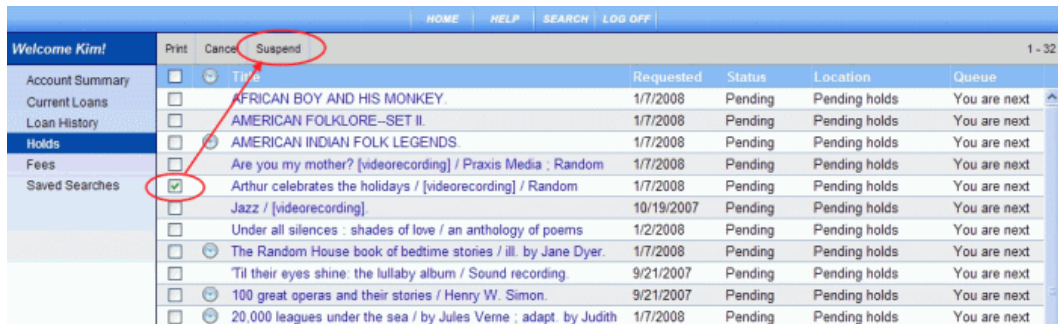 HOME HELP SEARCH LOG OFF
Welcome Kim!
Print Cancel Suspend 1 - 32
Account Summary
Current Loans
Loan History
Holds
Fees
Saved Searches
Title Requested Status Location Queue
AFRICAN BOY AND HIS MONKEY. 1/7/2008 Pending Pending holds You are next
AMERICAN FOLKLORE--SET II. 1/7/2008 Pending Pending holds You are next
AMERICAN INDIAN FOLK LEGENDS. 1/7/2008 Pending Pending holds You are next
Are you my mother? [videorecording] / Praxis Media ; Random 1/7/2008 Pending Pending holds You are next
Arthur celebrates the holidays / [videorecording] / Random 1/7/2008 Pending Pending holds You are next
Jazz / [videorecording]. 10/19/2007 Pending Pending holds You are next
Under all silences : shades of love / an anthology of poems 1/2/2008 Pending Pending holds You are next
The Random House book of bedtime stories / ill. by Jane Dyer. 1/7/2008 Pending Pending holds You are next
'Til their eyes shine: the lullaby album / Sound recording. 9/21/2007 Pending Pending holds You are next
100 great operas and their stories / Henry W. Simon. 9/21/2007 Pending Pending holds You are next
20,000 leagues under the sea / by Jules Verne ; adapt. by Judith 1/7/2008 Pending Pending holds You are next